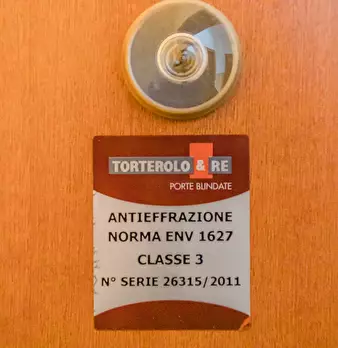 TORTEROLO & RE
PORTE BLINDATE
ANTIEFFRAZIONE
NORMA ENV 1627
CLASSE 3
N° SERIE 26315/2011